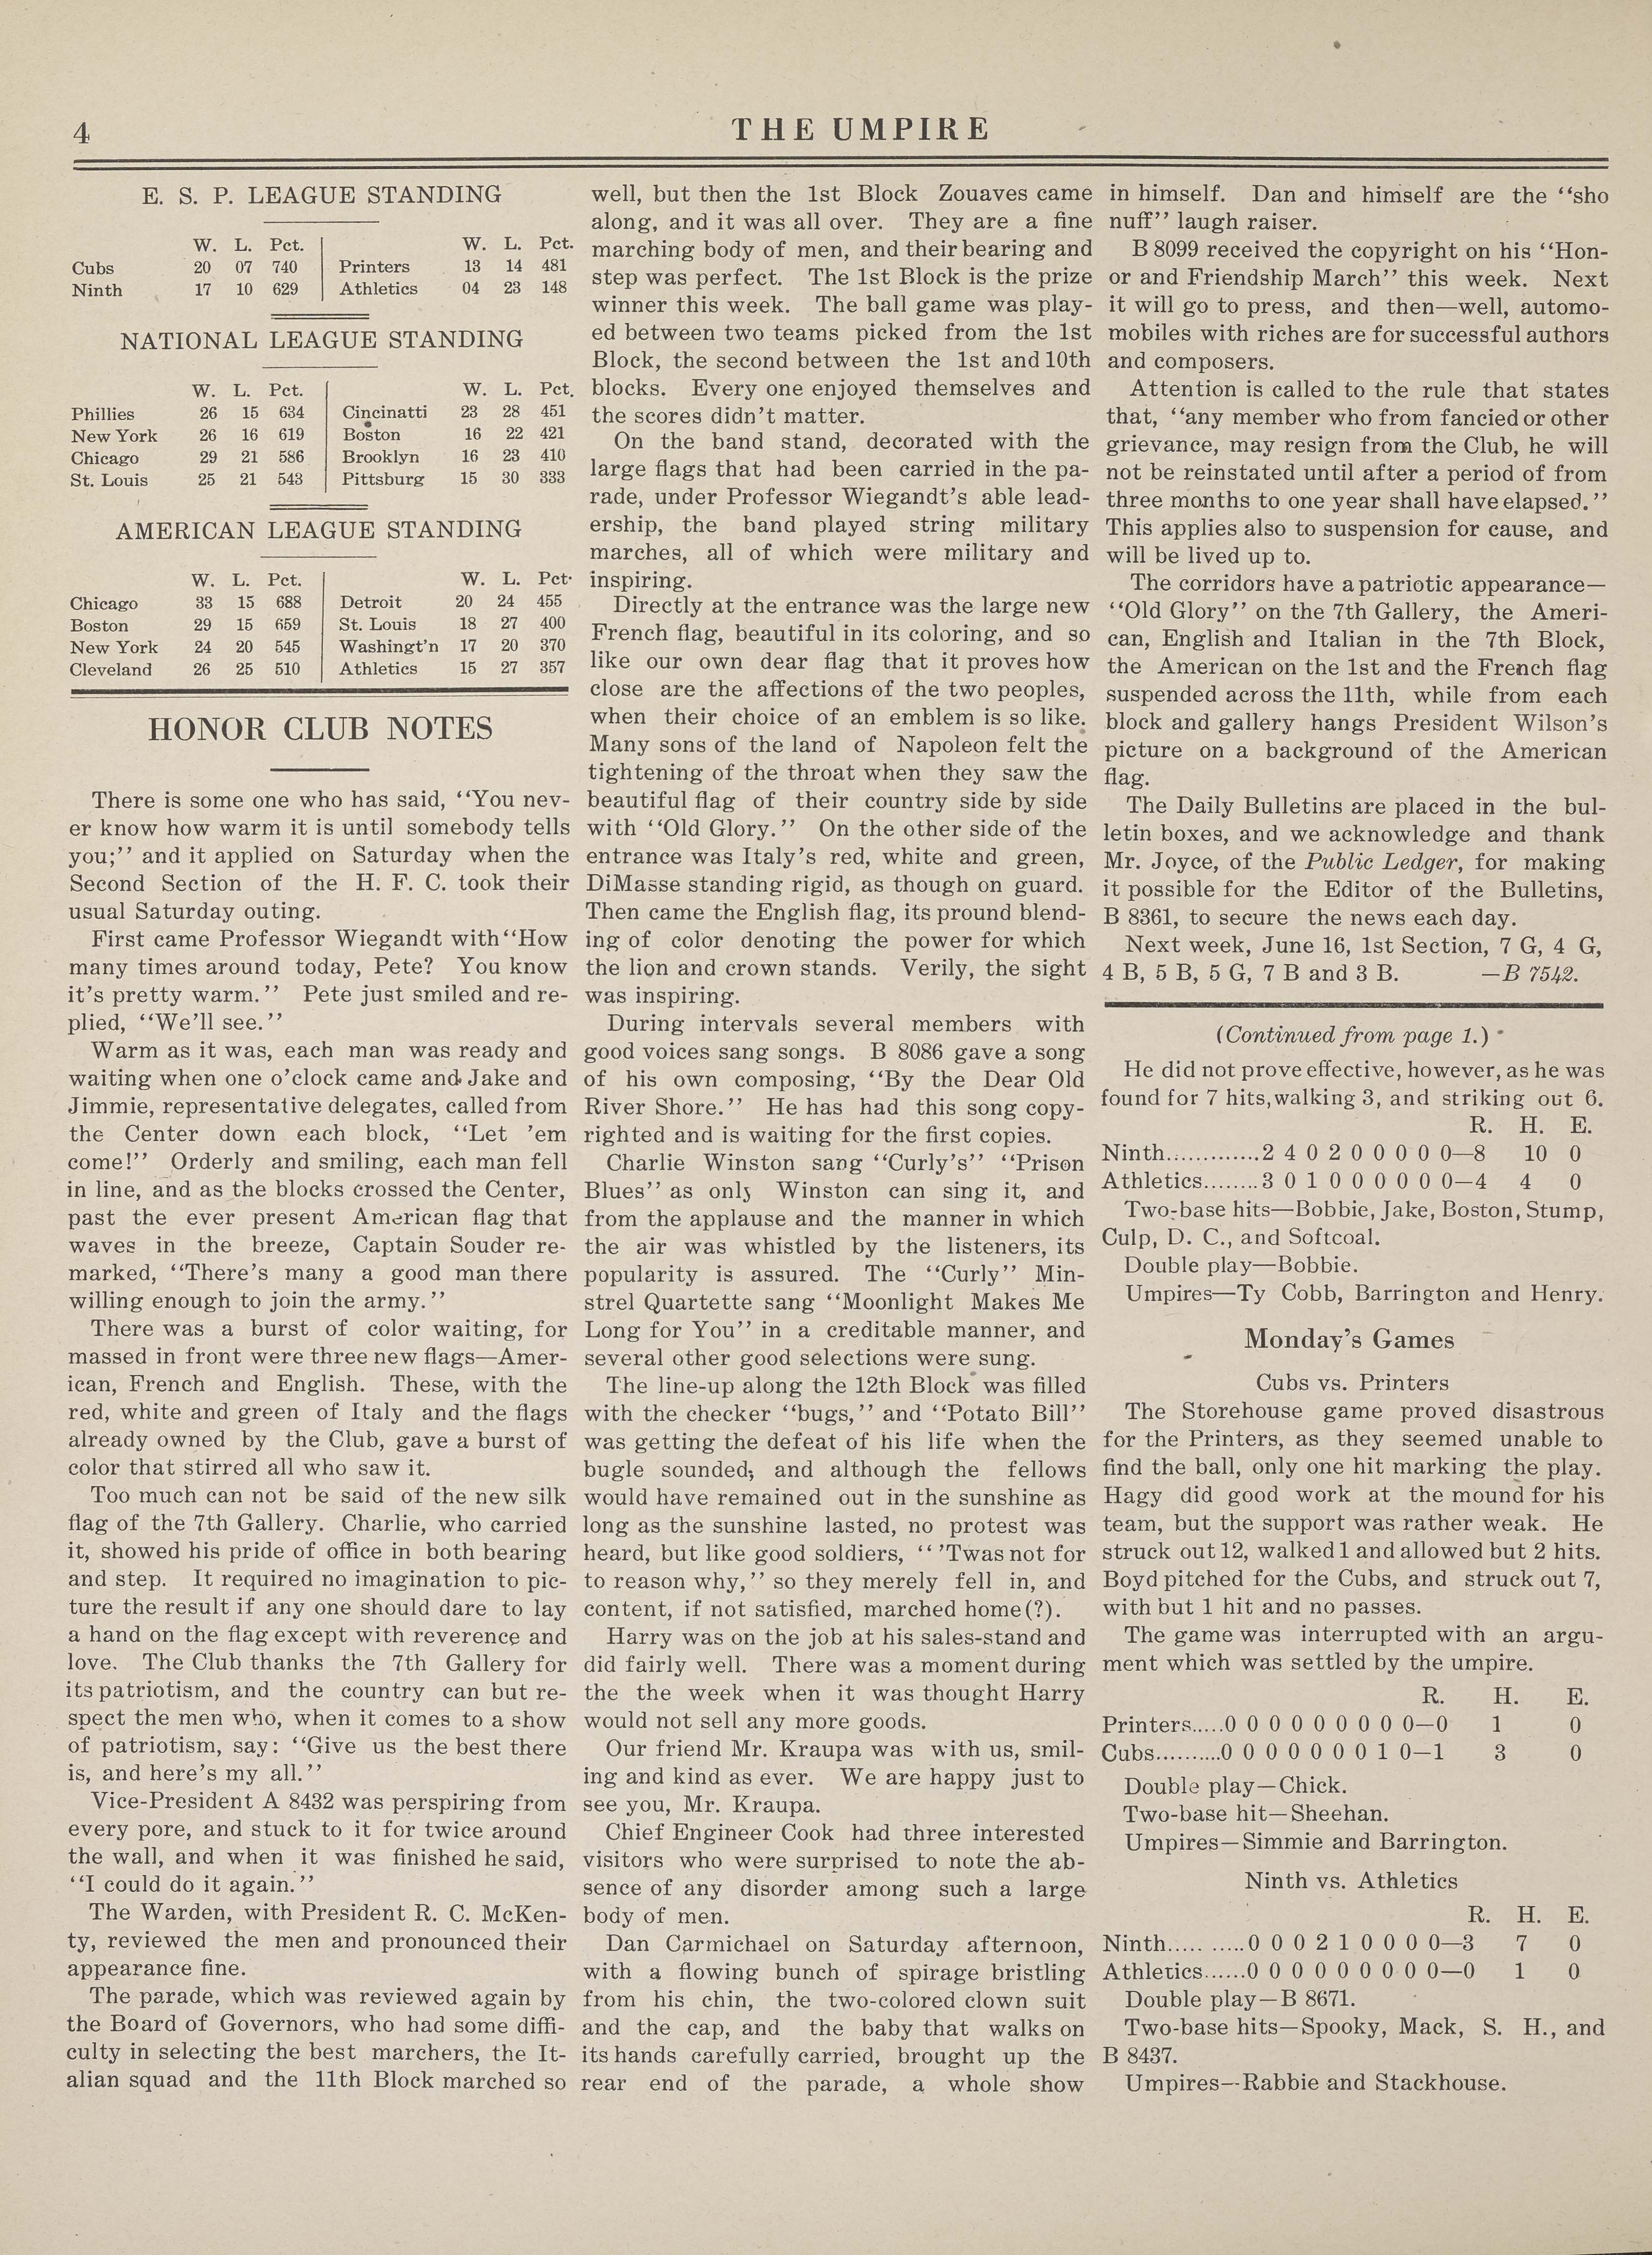 4
THE UMPIRE
E. S. P. LEAGUE STANDING
W. L. Pct. W. L. Pct.
Cubs 20 07 740 Printers 13 14 481
Ninth 17 10 629 Athletics 04 23 148
NATIONAL LEAGUE STANDING
W. L. Pct. W. L. Pct.
Phillies 26 15 634 Cincinatti 23 28 451
New York 26 16 619 Boston 16 22 421
Chicago 29 21 586 Brooklyn 16 23 410
St. Louis 25 21 543 Pittsburg 15 30 333
AMERICAN LEAGUE STANDING
W. L. Pct. W. L. Pct.
Chicago 33 15 688 Detroit 20 24 455
Boston 29 15 659 St. Louis 18 27 400
New York 24 20 545 Washingt'n 17 20 370
Cleveland 26 25 510 Athletics 15 27 357
HONOR CLUB NOTES
There is some one who has said, "You nev-
er know how warm it is until somebody tells
you;" and it applied on Saturday when the
Second Section of the H. F. C. took their
usual Saturday outing.
First came Professor Wiegandt with "How
many times around today, Pete? You know
it's pretty warm." Pete just smiled and re-
plied, "We'll see."
Warm as it was, each man was ready and
waiting when one o'clock came and Jake and
Jimmie, representative delegates, called from
the Center down each block, "Let 'em
come!" Orderly and smiling, each man fell
in line, and as the blocks crossed the Center,
past the ever present American flag that
waves in the breeze, Captain Souder re-
marked, "There's many a good man there
willing enough to join the army."
There was a burst of color waiting, for
massed in front were three new flags—Amer-
ican, French and English. These, with the
red, white and green of Italy and the flags
already owned by the Club, gave a burst of
color that stirred all who saw it.
Too much can not be said of the new silk
flag of the 7th Gallery. Charlie, who carried
it, showed his pride of office in both bearing
and step. It required no imagination to pic-
ture the result if any one should dare to lay
a hand on the flag except with reverence and
love. The Club thanks the 7th Gallery for
its patriotism, and the country can but re-
spect the men who, when it comes to a show
of patriotism, say: "Give us the best there
is, and here's my all."
Vice-President A 8432 was perspiring from
every pore, and stuck to it for twice around
the wall, and when it was finished he said,
"I could do it again."
The Warden, with President R. C. McKen-
ty, reviewed the men and pronounced their
appearance fine.
The parade, which was reviewed again by
the Board of Governors, who had some diffi-
culty in selecting the best marchers, the It-
alian squad and the 11th Block marched so
well, but then the 1st Block Zouaves came
along, and it was all over. They are a fine
marching body of men, and their bearing and
step was perfect. The 1st Block is the prize
winner this week. The ball game was play-
ed between two teams picked from the 1st
Block, the second between the 1st and 10th
blocks. Every one enjoyed themselves and
the scores didn't matter.
On the band stand, decorated with the
large flags that had been carried in the pa-
rade, under Professor Wiegandt's able lead-
ership, the band played string military
marches, all of which were military and
inspiring.
Directly at the entrance was the large new
French flag, beautiful in its coloring, and so
like our own dear flag that it proves how
close are the affections of the two peoples,
when their choice of an emblem is so like.
Many sons of the land of Napoleon felt the
tightening of the throat when they saw the
beautiful flag of their country side by side
with "Old Glory." On the other side of the
entrance was Italy's red, white and green,
DiMasse standing rigid, as though on guard.
Then came the English flag, its pround blend-
ing of color denoting the power for which
the lion and crown stands. Verily, the sight
was inspiring.
During intervals several members with
good voices sang songs. B 8086 gave a song
of his own composing, "By the Dear Old
River Shore." He has had this song copy-
righted and is waiting for the first copies.
Charlie Winston sang "Curly's" "Prison
Blues" as only Winston can sing it, and
from the applause and the manner in which
the air was whistled by the listeners, its
popularity is assured. The "Curly" Min-
strel Quartette sang "Moonlight Makes Me
Long for You" in a creditable manner, and
several other good selections were sung.
The line-up along the 12th Block was filled
with the checker "bugs," and "Potato Bill"
was getting the defeat of his life when the
bugle sounded; and although the fellows
would have remained out in the sunshine as
long as the sunshine lasted, no protest was
heard, but like good soldiers, "'Twas not for
to reason why," so they merely fell in, and
content, if not satisfied, marched home(?).
Harry was on the job at his sales-stand and
did fairly well. There was a moment during
the the week when it was thought Harry
would not sell any more goods.
Our friend Mr. Kraupa was with us, smil-
ing and kind as ever. We are happy just to
see you, Mr. Kraupa.
Chief Engineer Cook had three interested
visitors who were surprised to note the ab-
sence of any disorder among such a large
body of men.
Dan Carmichael on Saturday afternoon,
with a flowing bunch of spirage bristling
from his chin, the two-colored clown suit
and the cap, and the baby that walks on
its hands carefully carried, brought up the
rear end of the parade, a whole show
in himself. Dan and himself are the "sho
nuff" laugh raiser.
B 8099 received the copyright on his "Hon-
or and Friendship March" this week. Next
it will go to press, and then—well, automo-
mobiles with riches are for successful authors
and composers.
Attention is called to the rule that states
that, "any member who from fancied or other
grievance, may resign from the Club, he will
not be reinstated until after a period of from
three months to one year shall have elapsed."
This applies also to suspension for cause, and
will be lived up to.
The corridors have a patriotic appearance—
"Old Glory" on the 7th Gallery, the Ameri-
can, English and Italian in the 7th Block,
the American on the 1st and the French flag
suspended across the 11th, while from each
block and gallery hangs President Wilson's
picture on a background of the American
flag.
The Daily Bulletins are placed in the bul-
letin boxes, and we acknowledge and thank
Mr. Joyce, of the Public Ledger, for making
it possible for the Editor of the Bulletins,
B 8361, to secure the news each day.
Next week, June 16, 1st Section, 7 G, 4 G,
4 B, 5 B, 5 G, 7 B and 3 B. —B 7542.
(Continued from page 1.)
He did not prove effective, however, as he was
found for 7 hits, walking 3, and striking out 6.
R. H. E.
Ninth.............2 4 0 2 0 0 0 0 0—8 10 0
Athletics........3 0 1 0 0 0 0 0 0—4 4 0
Two-base hits—Bobbie, Jake, Boston, Stump,
Culp, D. C., and Softcoal.
Double play—Bobbie.
Umpires—Ty Cobb, Barrington and Henry.
Monday's Games
Cubs vs. Printers
The Storehouse game proved disastrous
for the Printers, as they seemed unable to
find the ball, only one hit marking the play.
Hagy did good work at the mound for his
team, but the support was rather weak. He
struck out 12, walked 1 and allowed but 2 hits.
Boyd pitched for the Cubs, and struck out 7,
with but 1 hit and no passes.
The game was interrupted with an argu-
ment which was settled by the umpire.
R. H. E.
Printers.....0 0 0 0 0 0 0 0 0—0 1 0
Cubs..........0 0 0 0 0 0 0 1 0—1 3 0
Double play—Chick.
Two-base hit—Sheehan.
Umpires—Simmie and Barrington.
Ninth vs. Athletics
R. H. E.
Ninth..... .....0 0 0 2 1 0 0 0 0—3 7 0
Athletics......0 0 0 0 0 0 0 0 0—0 1 0
Double play—B 8671.
Two-base hits—Spooky, Mack, S. H., and
B 8437.
Umpires--Rabbie and Stackhouse.